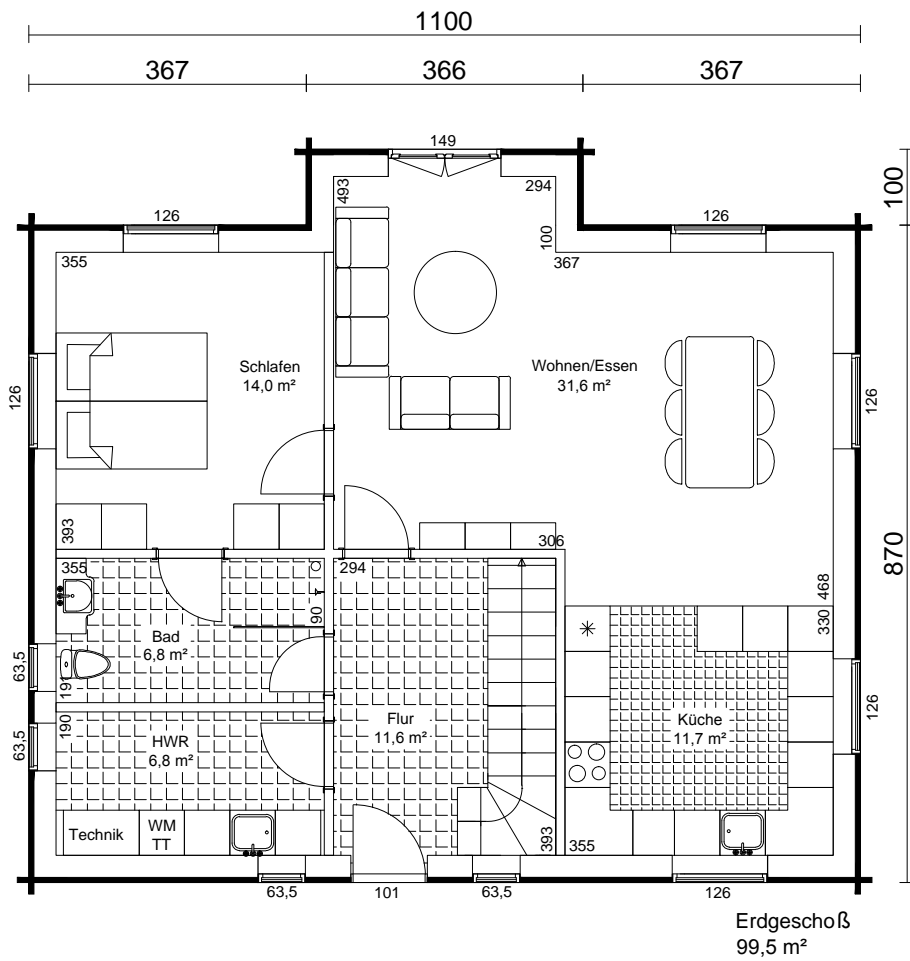 1100
367
366
367
149
100
126
126
493
294
100
355
367
Schlafen
14,0 m²
Wohnen/Essen
31,6 m²
126
126
870
393
306
355
294
468
330
90
Bad
6,8 m²
63,5
191
190
HWR
6,8 m²
63,5
Flur
11,6 m²
Küche
11,7 m²
126
Technik
WM
TT
393
355
63,5
101
63,5
126
Erdgeschoß
99,5 m²